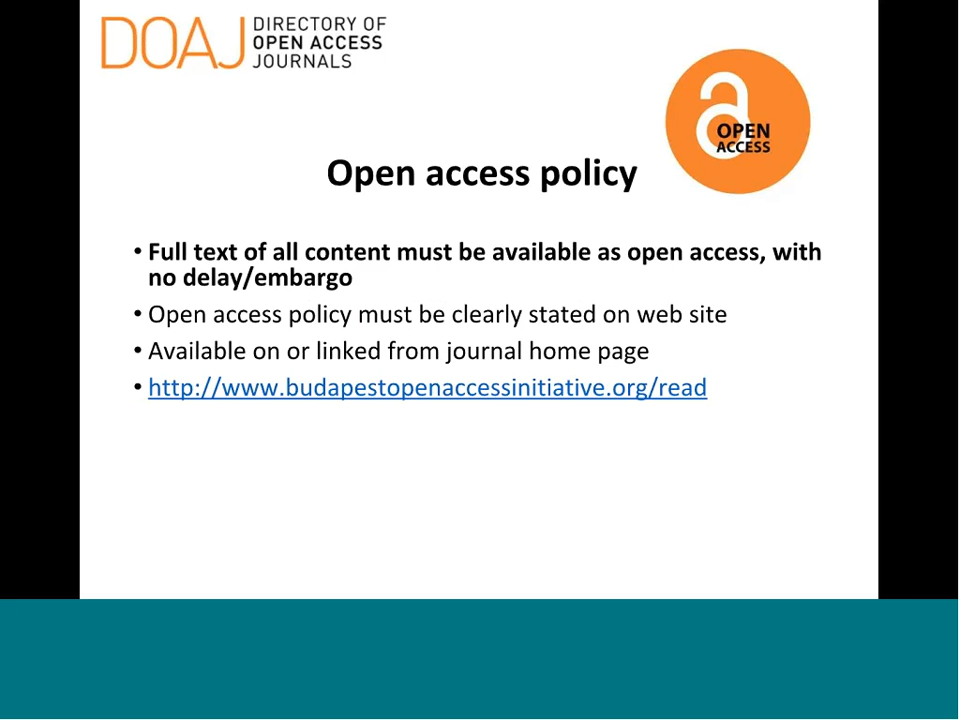 DOAJ
DIRECTORY OF
OPEN ACCESS
JOURNALS
OPEN
ACCESS
Open access policy
• Full text of all content must be available as open access, with
no delay/embargo
• Open access policy must be clearly stated on web site
• Available on or linked from journal home page
• http://www.budapestopenaccessinitiative.org/read